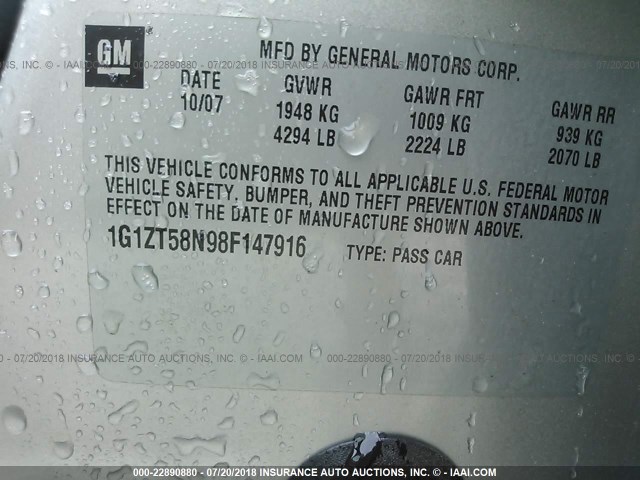 GM
MFD BY GENERAL MOTORS CORP.
DATE GVWR GAWR FRT GAWR RR
10/07 1948 KG 1009 KG 939 KG
4294 LB 2224 LB 2070 LB
THIS VEHICLE CONFORMS TO ALL APPLICABLE U.S. FEDERAL MOTOR
VEHICLE SAFETY, BUMPER, AND THEFT PREVENTION STANDARDS IN
EFFECT ON THE DATE OF MANUFACTURE SHOWN ABOVE.
1G1ZT58N98F147916 TYPE: PASS CAR
000-22890880 - 07/20/2018 INSURANCE AUTO AUCTIONS, INC. - © IAAI.COM